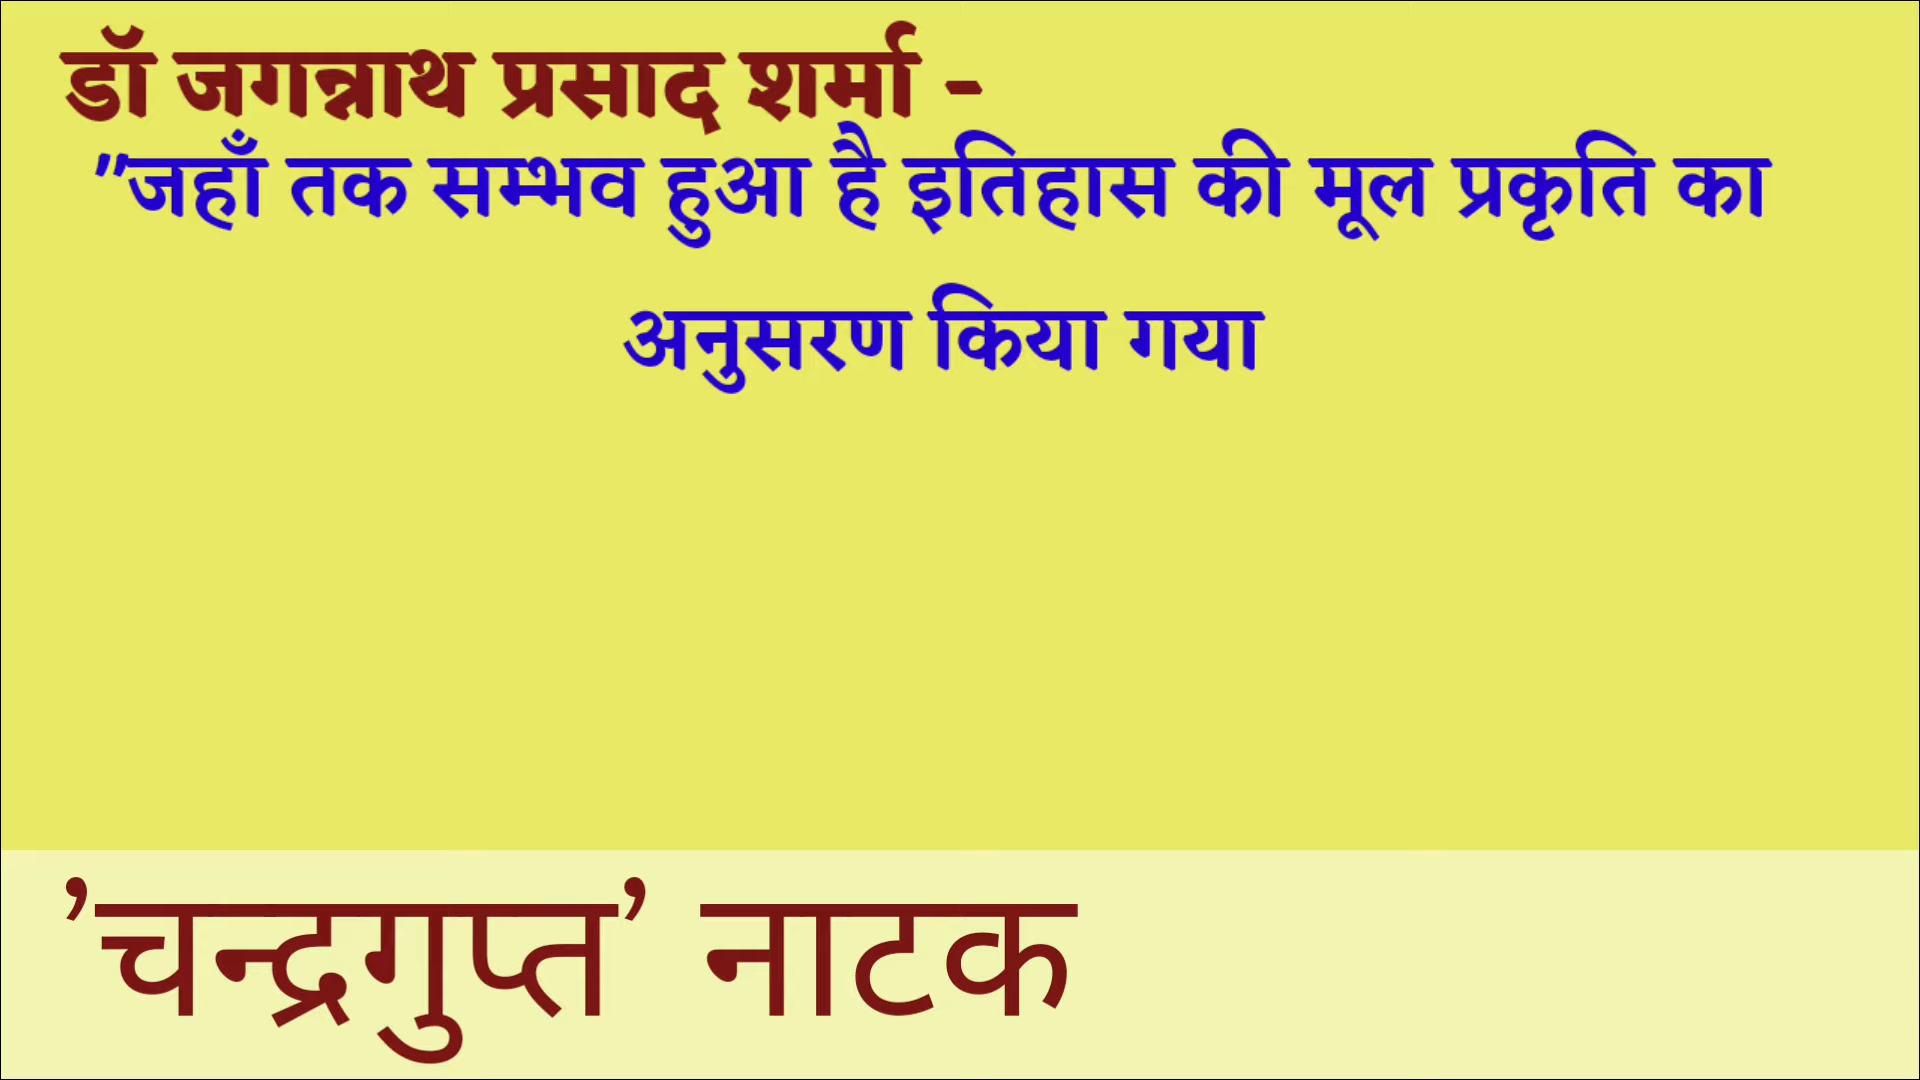 डॉ जगन्नाथ प्रसाद शर्मा -
”जहाँ तक सम्भव हुआ है इतिहास की मूल प्रकृति का
अनुसरण किया गया
’चन्द्रगुप्त’ नाटक